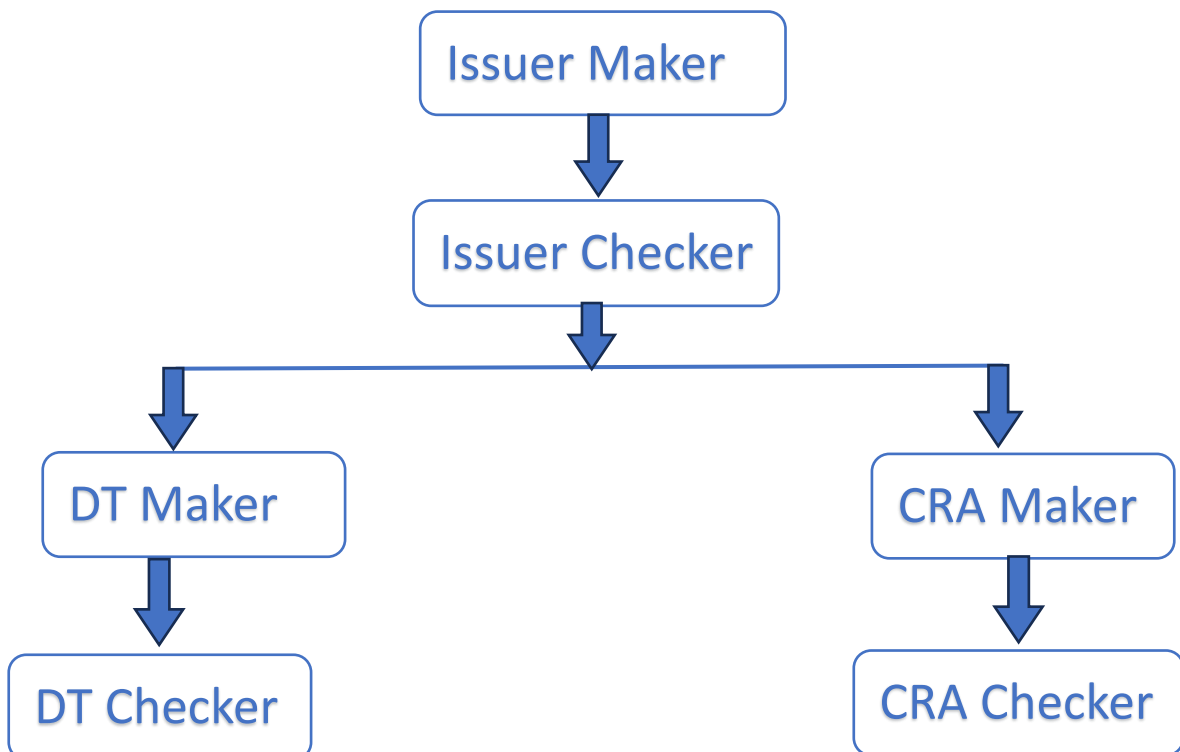 Issuer Maker
Issuer Checker
DT Maker
CRA Maker
DT Checker
CRA Checker